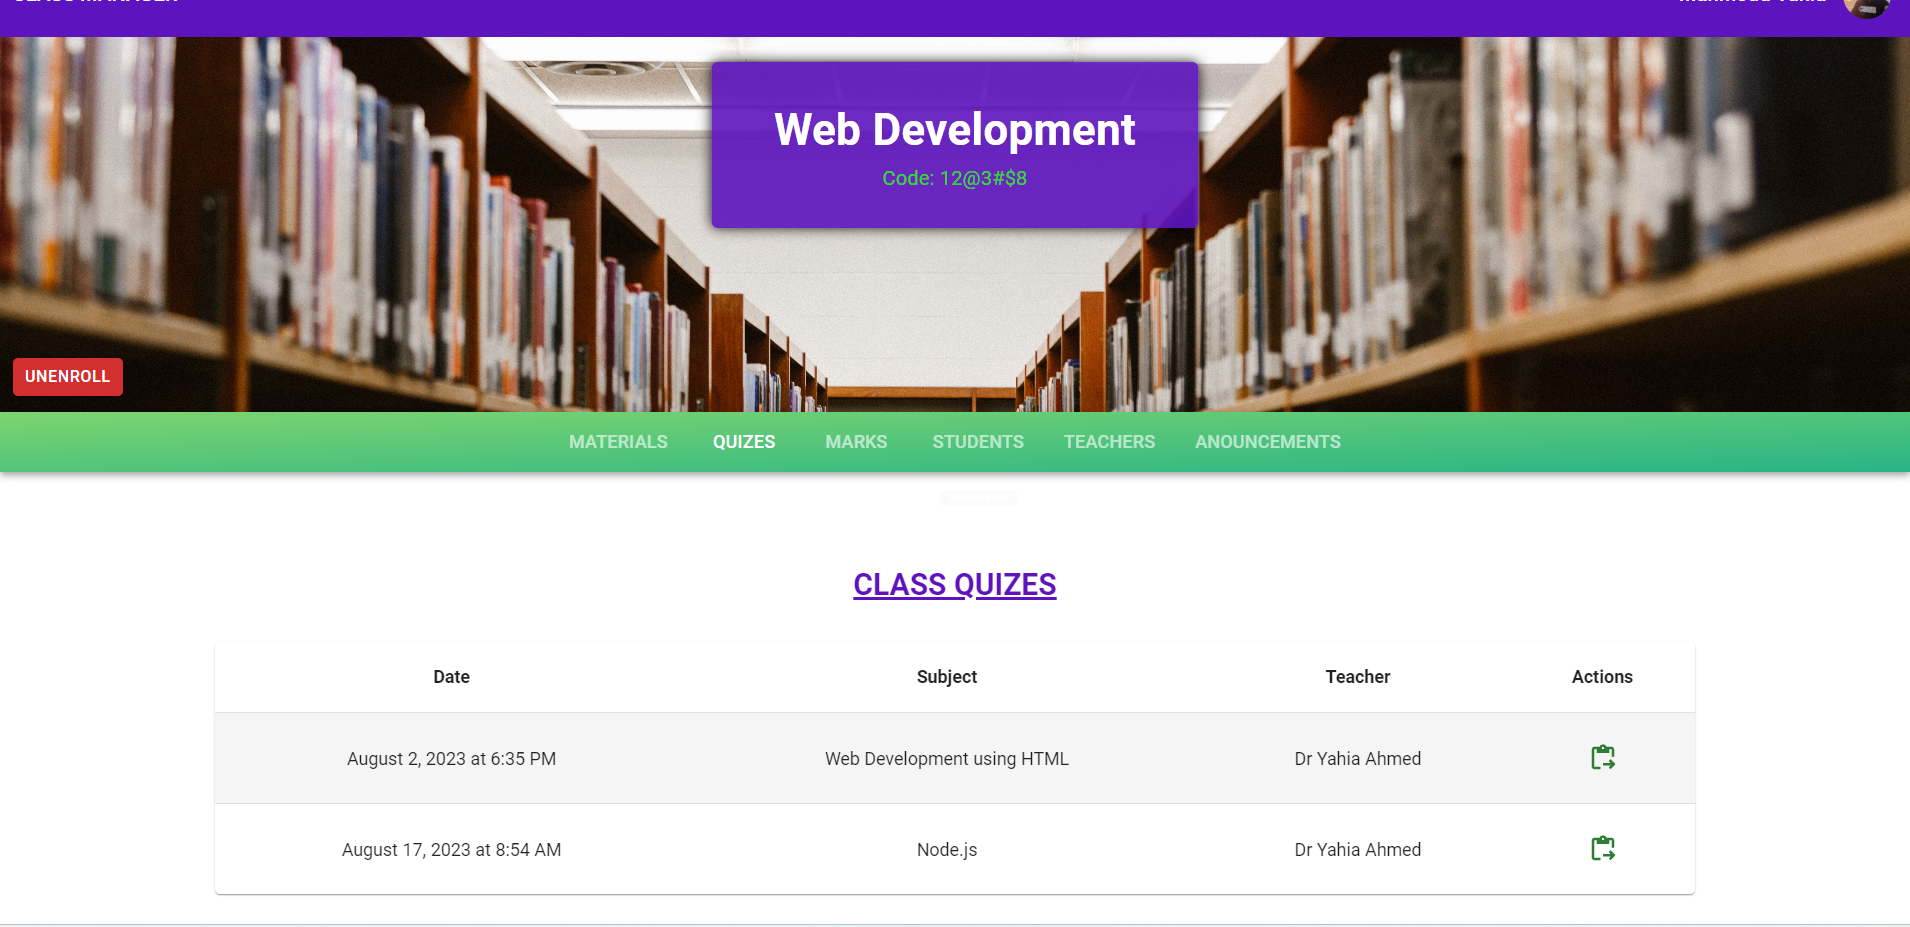 Web Development
Code: 12@3#$8
UNENROLL
MATERIALS QUIZES MARKS STUDENTS TEACHERS ANOUNCEMENTS
CLASS QUIZES
Date Subject Teacher Actions
August 2, 2023 at 6:35 PM Web Development using HTML Dr Yahia Ahmed
August 17, 2023 at 8:54 AM Node.js Dr Yahia Ahmed